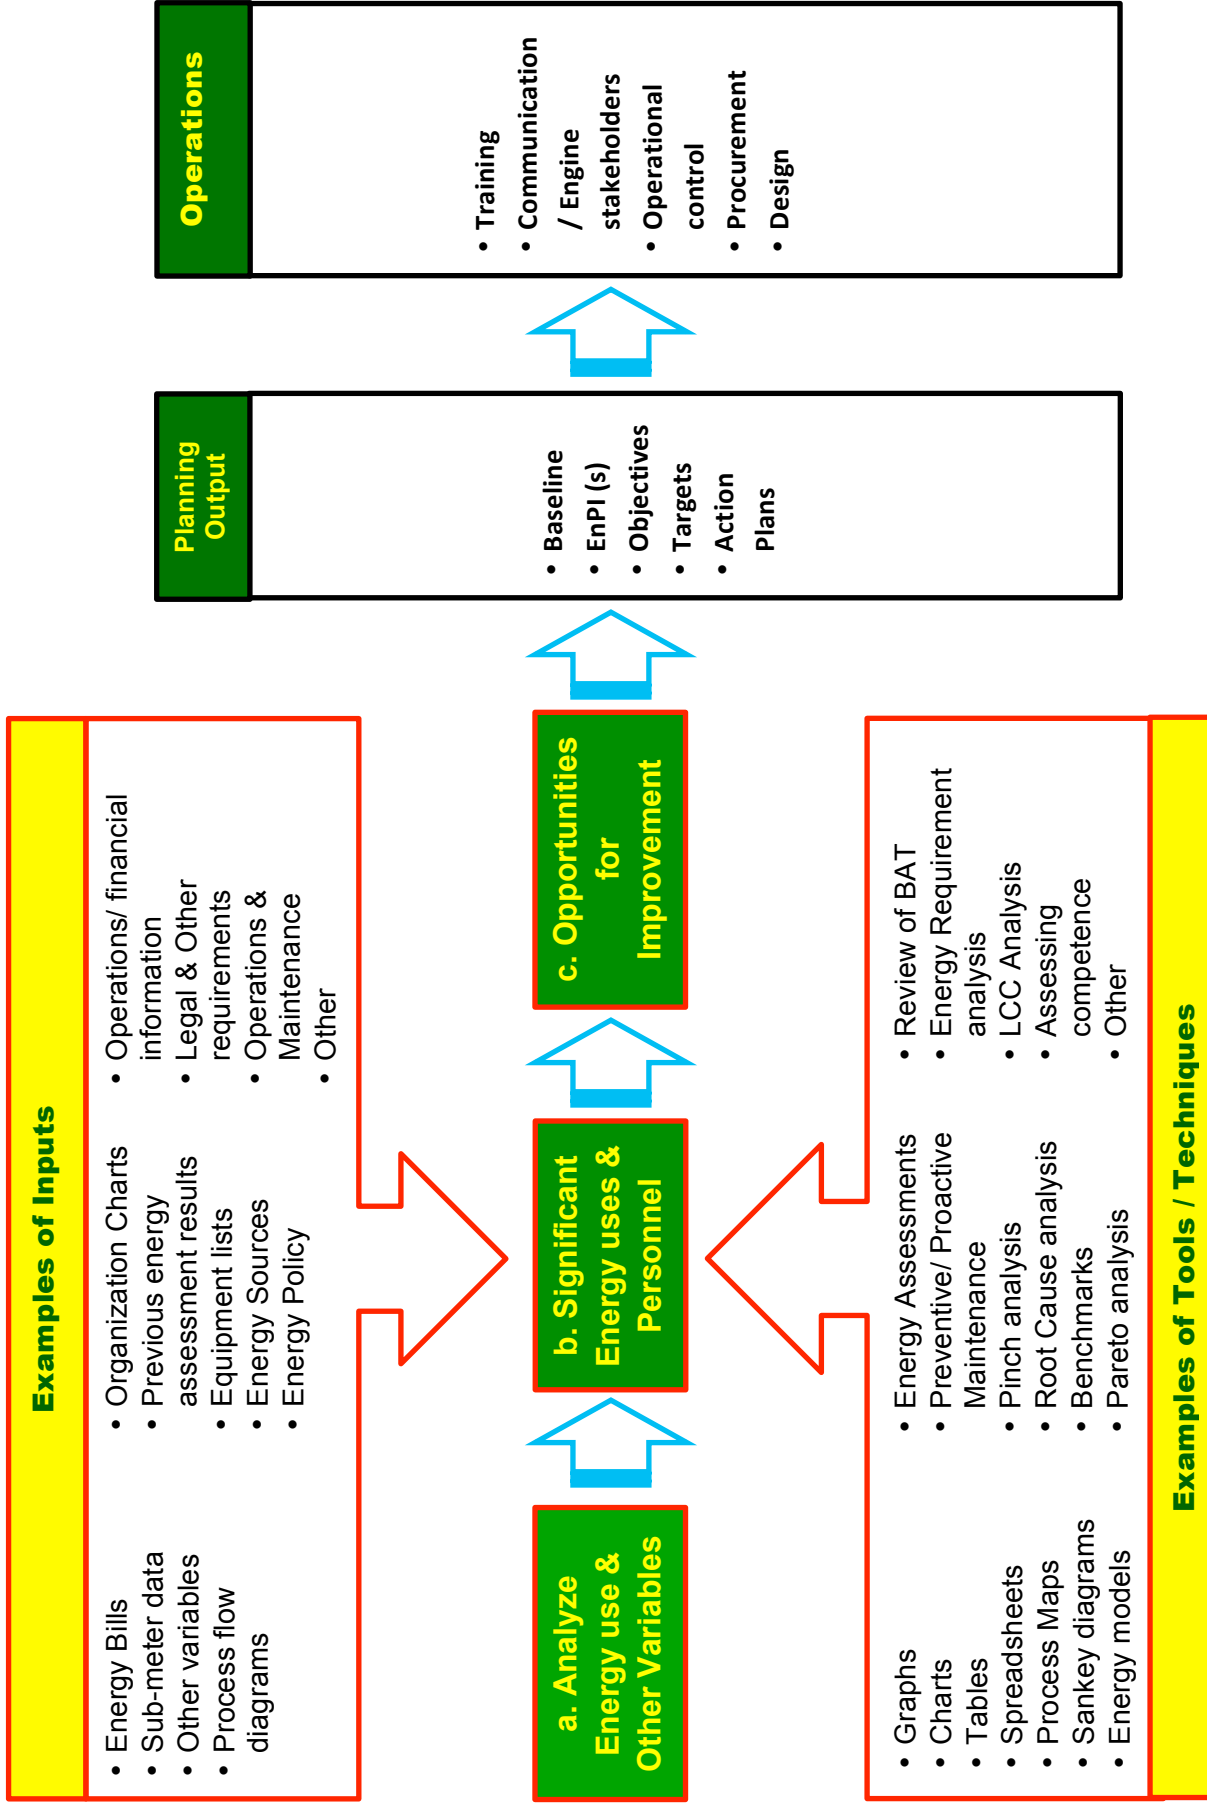 Examples of Inputs
• Energy Bills
• Sub-meter data
• Other variables
• Process flow
diagrams
• Organization Charts
• Previous energy
assessment results
• Equipment lists
• Energy Sources
• Energy Policy
• Operations/ financial
information
• Legal & Other
requirements
• Operations &
Maintenance
• Other
a. Analyze
Energy use &
Other Variables
b. Significant
Energy uses &
Personnel
c. Opportunities
for
Improvement
Planning
Output
• Baseline
• EnPI (s)
• Objectives
• Targets
• Action
Plans
Operations
• Training
• Communication
/ Engine
stakeholders
• Operational
control
• Procurement
• Design
• Graphs
• Charts
• Tables
• Spreadsheets
• Process Maps
• Sankey diagrams
• Energy models
• Energy Assessments
• Preventive/ Proactive
Maintenance
• Pinch analysis
• Root Cause analysis
• Benchmarks
• Pareto analysis
• Review of BAT
• Energy Requirement
analysis
• LCC Analysis
• Assessing
competence
• Other
Examples of Tools / Techniques